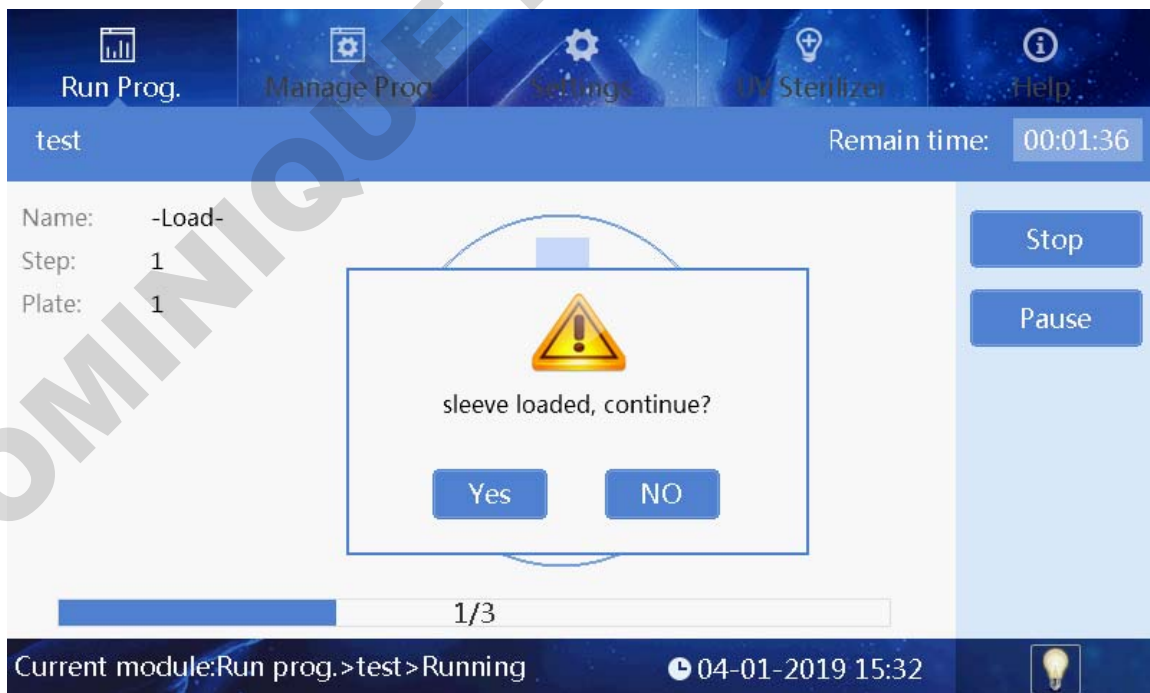 Run Prog.
Manage Prog.
Settings
UV Sterilizer
Help
test
Remain time: 00:01:36
Name: -Load-
Step: 1
Plate: 1
Stop
Pause
sleeve loaded, continue?
Yes
NO
1/3
Current module:Run prog.>test>Running
04-01-2019 15:32
OMINIQUE